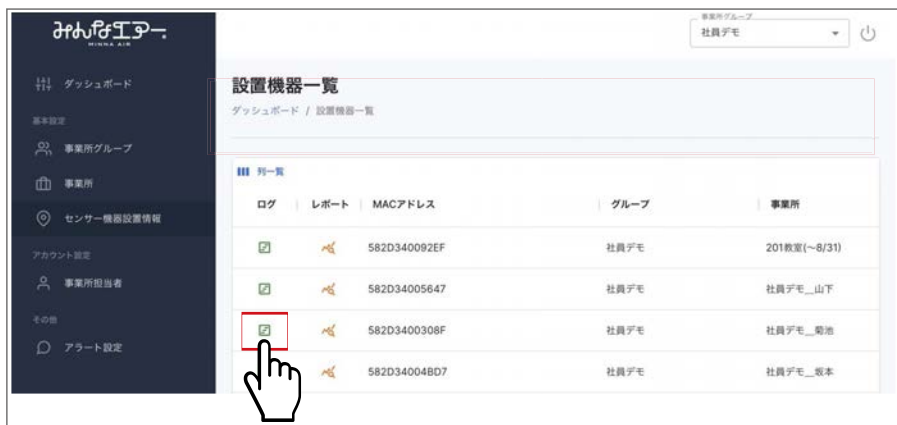 みんなエアー
MINNA AIR
事業所グループ
社員デモ
ダッシュボード
基本設定
事業所グループ
事業所
センサー機器設置情報
アカウント設定
事業所担当者
その他
アラート設定
設置機器一覧
ダッシュボード / 設置機器一覧
列一覧
ログ レポート MACアドレス グループ 事業所
582D340092EF 社員デモ 201教室(〜8/31)
582D34005647 社員デモ 社員デモ__山下
582D3400308F 社員デモ 社員デモ__菊池
582D34004BD7 社員デモ 社員デモ__坂本